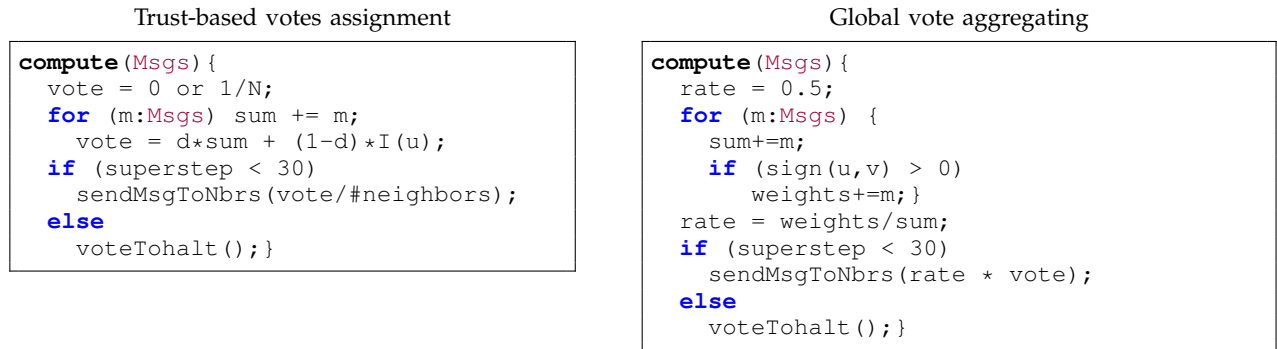 Trust-based votes assignment
compute(Msgs){
  vote = 0 or 1/N;
  for (m:Msgs) sum += m;
    vote = d*sum + (1-d)*I(u);
  if (superstep < 30)
    sendMsgToNbrs(vote/#neighbors);
  else
    voteTohalt();}
Global vote aggregating
compute(Msgs){
  rate = 0.5;
  for (m:Msgs) {
    sum+=m;
    if (sign(u,v) > 0)
       weights+=m;}
  rate = weights/sum;
  if (superstep < 30)
    sendMsgToNbrs(rate * vote);
  else
    voteTohalt();}